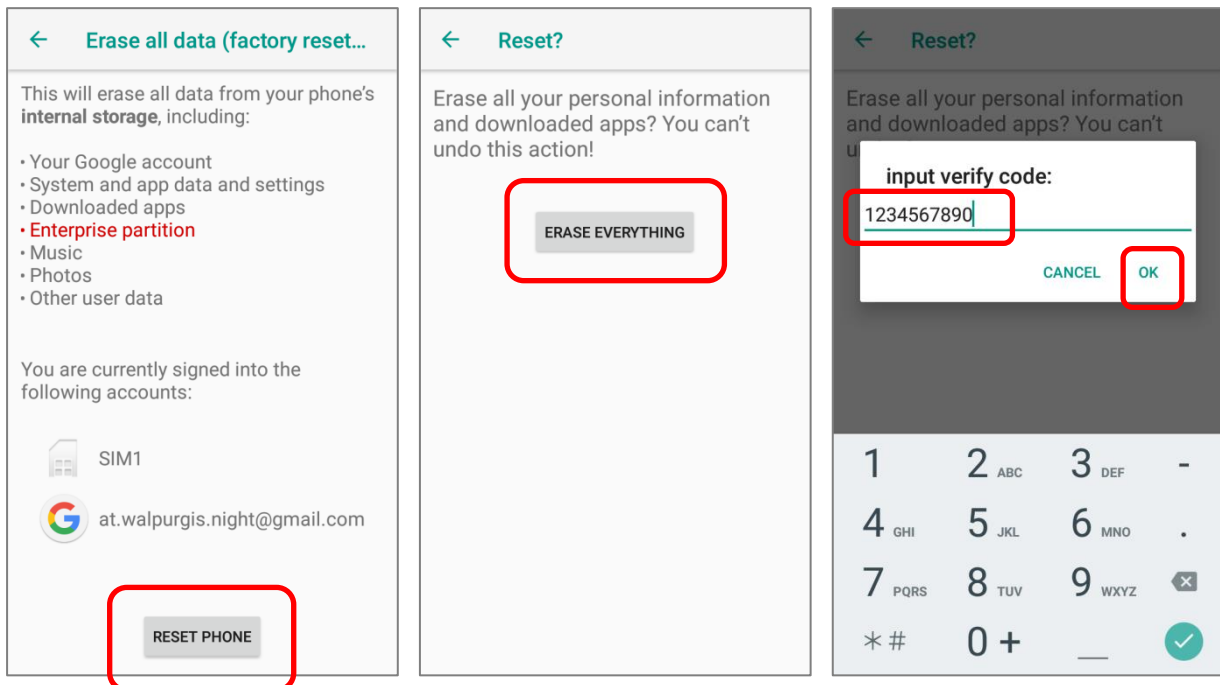 ← Erase all data (factory reset...
This will erase all data from your phone's
internal storage, including:
• Your Google account
• System and app data and settings
• Downloaded apps
• Enterprise partition
• Music
• Photos
• Other user data
You are currently signed into the
following accounts:
SIM1
G at.walpurgis.night@gmail.com
RESET PHONE
← Reset?
Erase all your personal information
and downloaded apps? You can't
undo this action!
ERASE EVERYTHING
← Reset?
Erase all your personal information
and downloaded apps? You can't
u
input verify code:
1234567890
CANCEL OK
1 2 ABC 3 DEF -
4 GHI 5 JKL 6 MNO .
7 PQRS 8 TUV 9 WXYZ
*# 0 + _